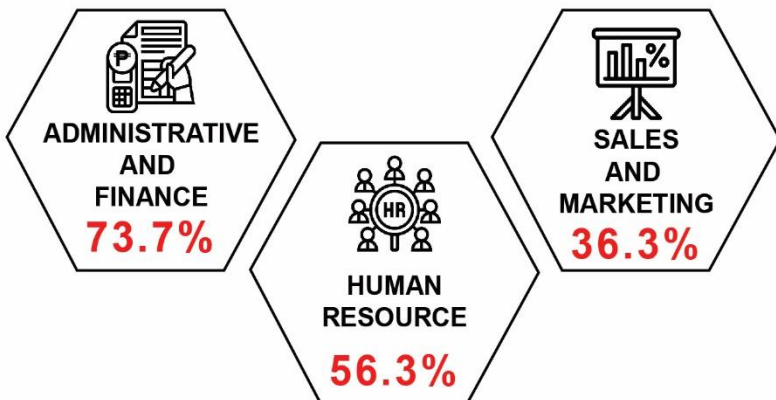 ₱
ADMINISTRATIVE
AND
FINANCE
73.7%
HR
HUMAN
RESOURCE
56.3%
%
SALES
AND
MARKETING
36.3%